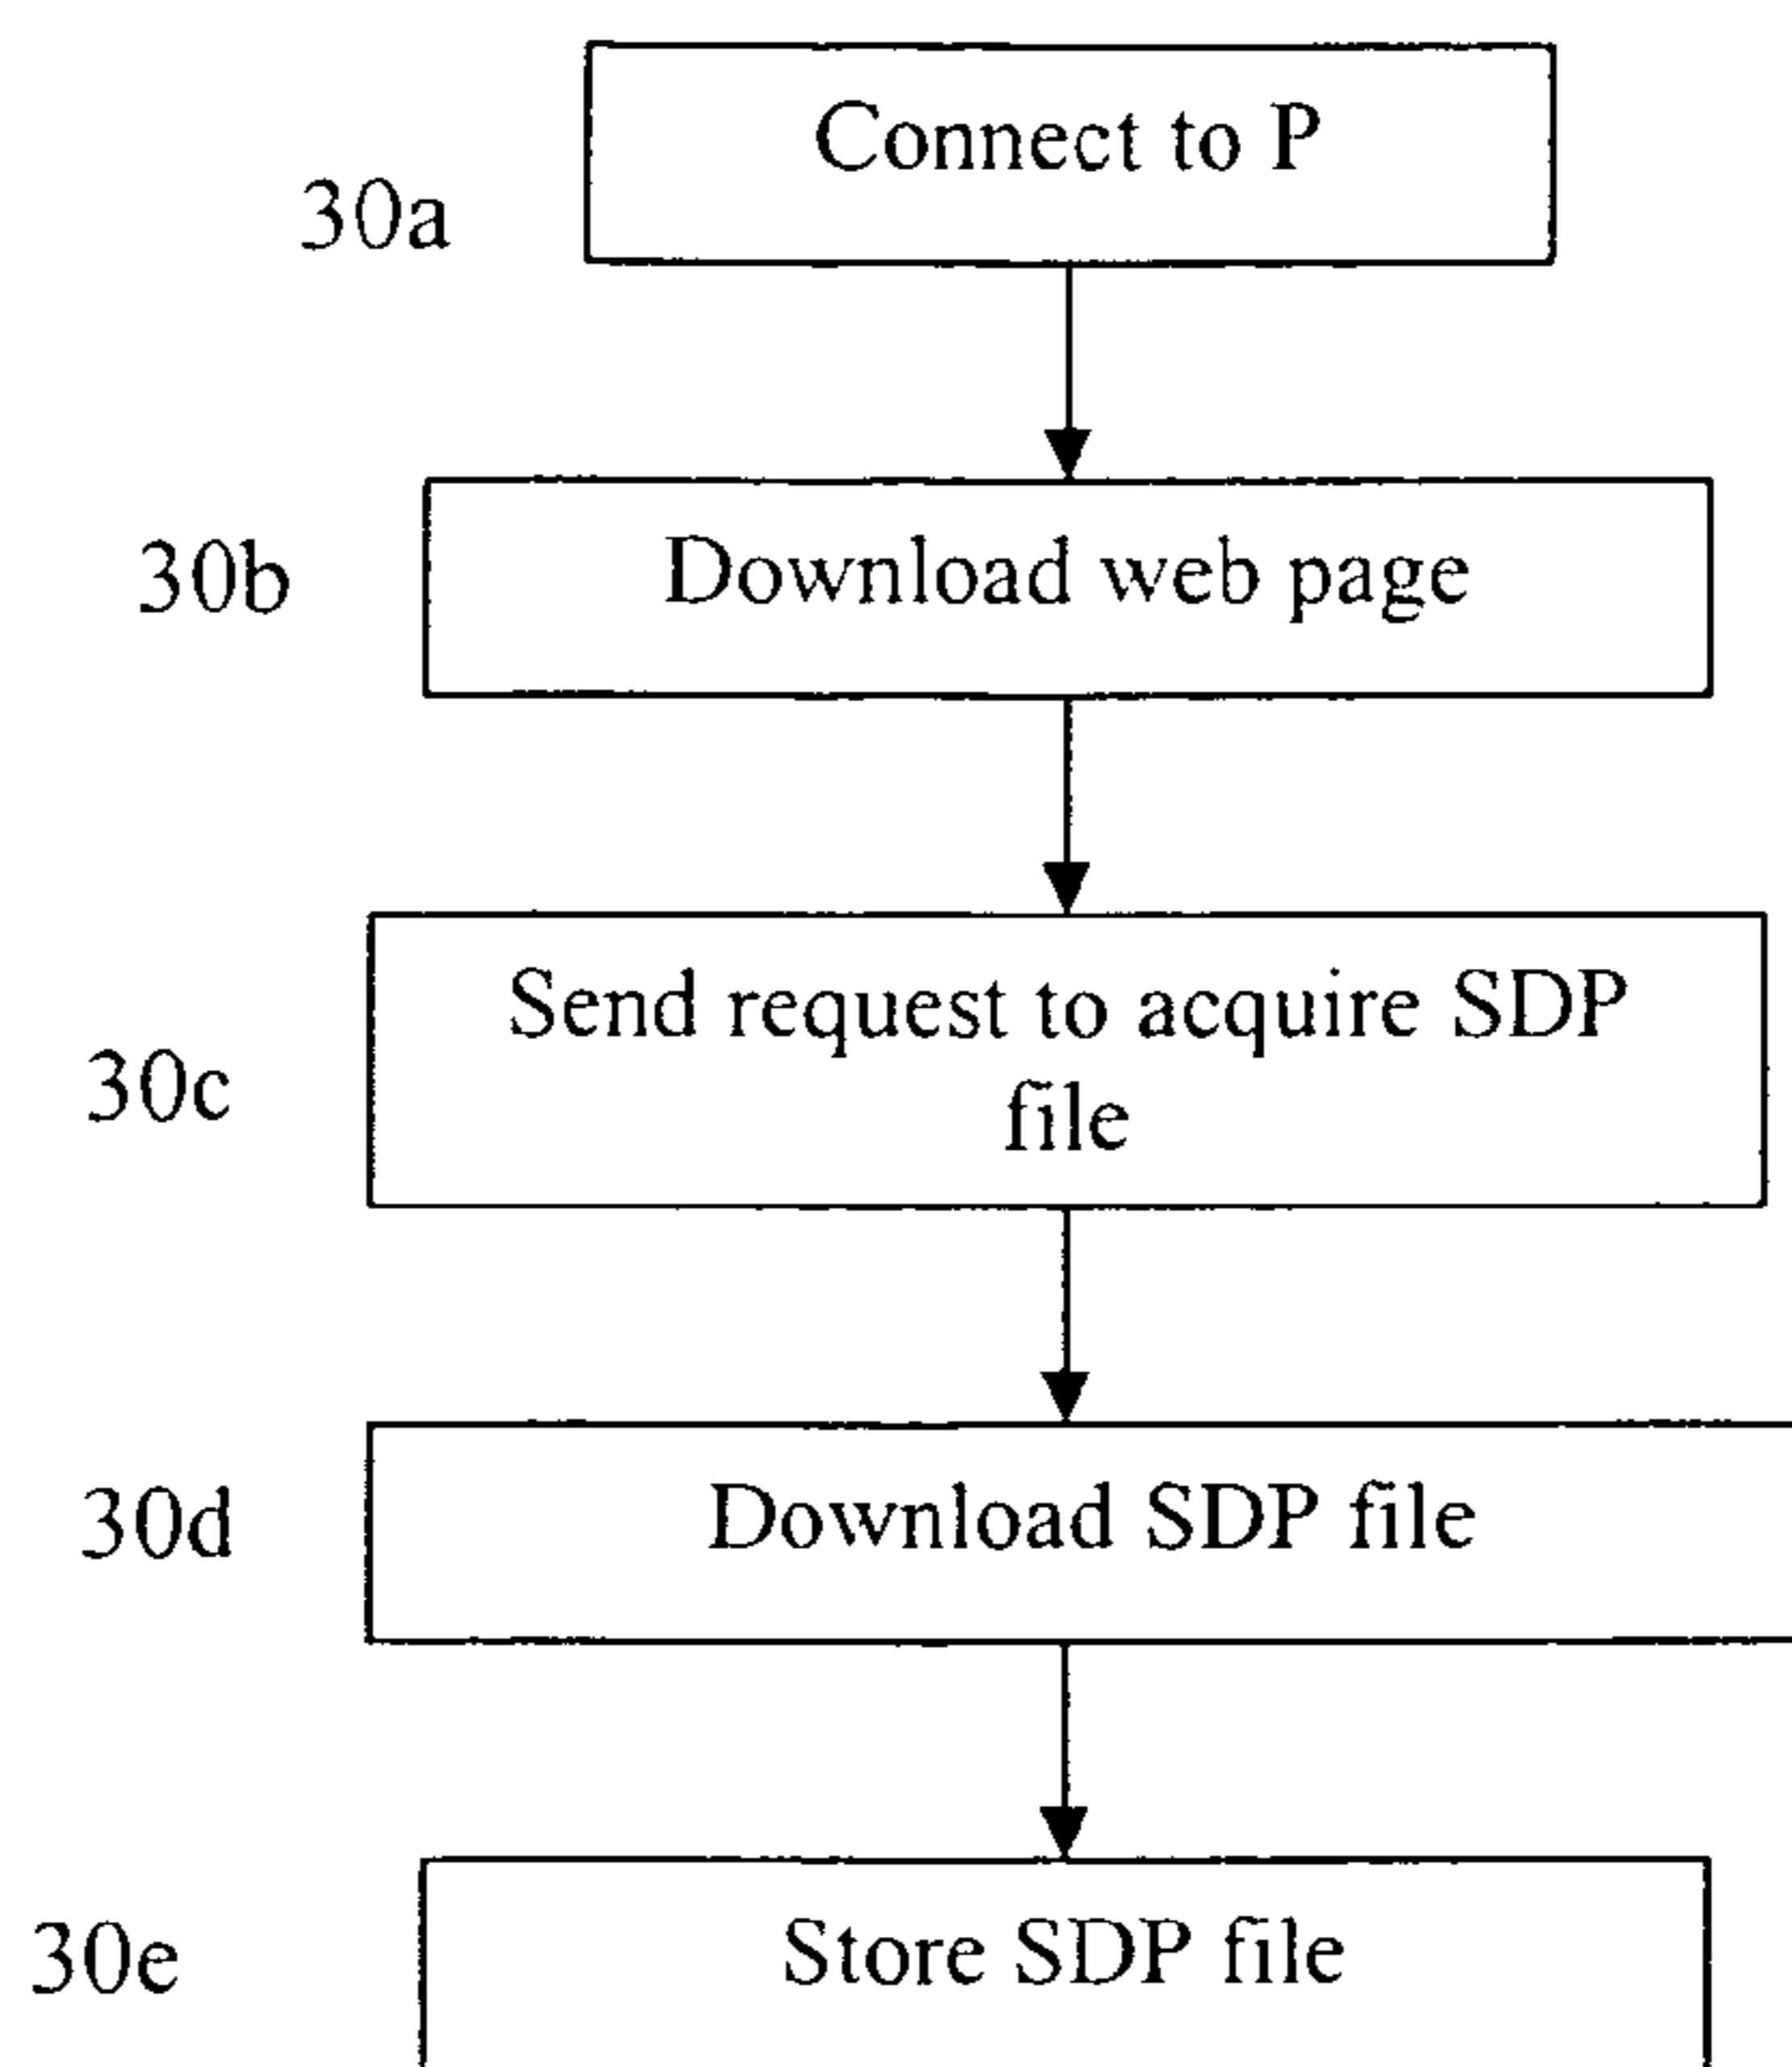 Connect to P
30a
30b
Download web page
Send request to acquire SDP
file
30c
30d
Download SDP file
30e
Store SDP file